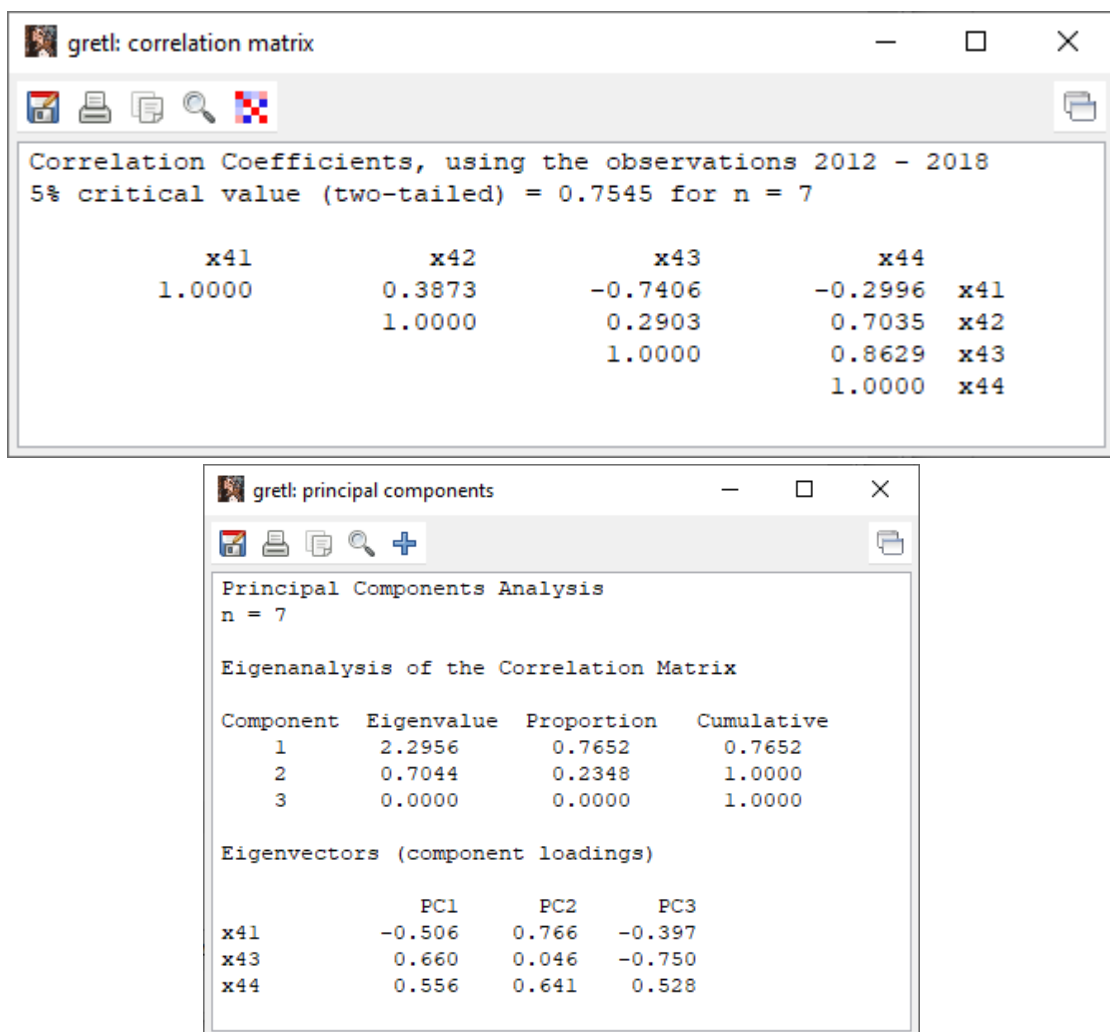 gretl: correlation matrix
Correlation Coefficients, using the observations 2012 - 2018
5% critical value (two-tailed) = 0.7545 for n = 7
x41 x42 x43 x44
1.0000 0.3873 -0.7406 -0.2996 x41
1.0000 0.2903 0.7035 x42
1.0000 0.8629 x43
1.0000 x44
gretl: principal components
Principal Components Analysis
n = 7
Eigenanalysis of the Correlation Matrix
Component Eigenvalue Proportion Cumulative
1 2.2956 0.7652 0.7652
2 0.7044 0.2348 1.0000
3 0.0000 0.0000 1.0000
Eigenvectors (component loadings)
PC1 PC2 PC3
x41 -0.506 0.766 -0.397
x43 0.660 0.046 -0.750
x44 0.556 0.641 0.528